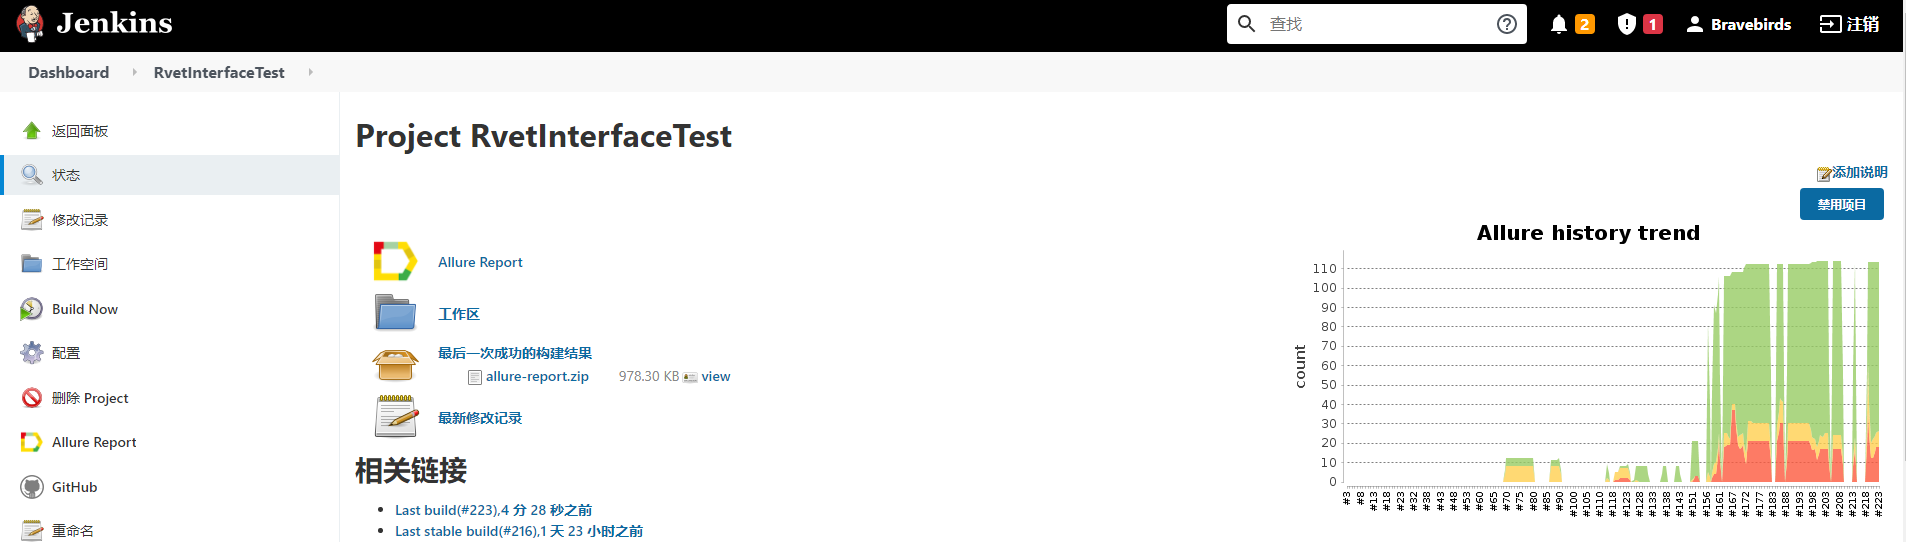 Jenkins
查找
2
1
Bravebirds
注销
Dashboard
RvetInterfaceTest
返回面板
状态
修改记录
工作空间
Build Now
配置
删除 Project
Allure Report
GitHub
重命名
Project RvetInterfaceTest
添加说明
禁用项目
Allure Report
工作区
最后一次成功的构建结果
allure-report.zip 978.30 KB view
最新修改记录
相关链接
Last build(#223),4 分 28 秒之前
Last stable build(#216),1 天 23 小时之前
Allure history trend
count
110
100
90
80
70
60
50
40
30
20
10
0
#3 #8 #13 #18 #23 #32 #38 #43 #48 #53 #60 #65 #70 #75 #80 #85 #90 #100 #105 #110 #118 #123 #128 #133 #138 #143 #151 #156 #161 #167 #172 #177 #183 #188 #193 #198 #203 #208 #213 #218 #223